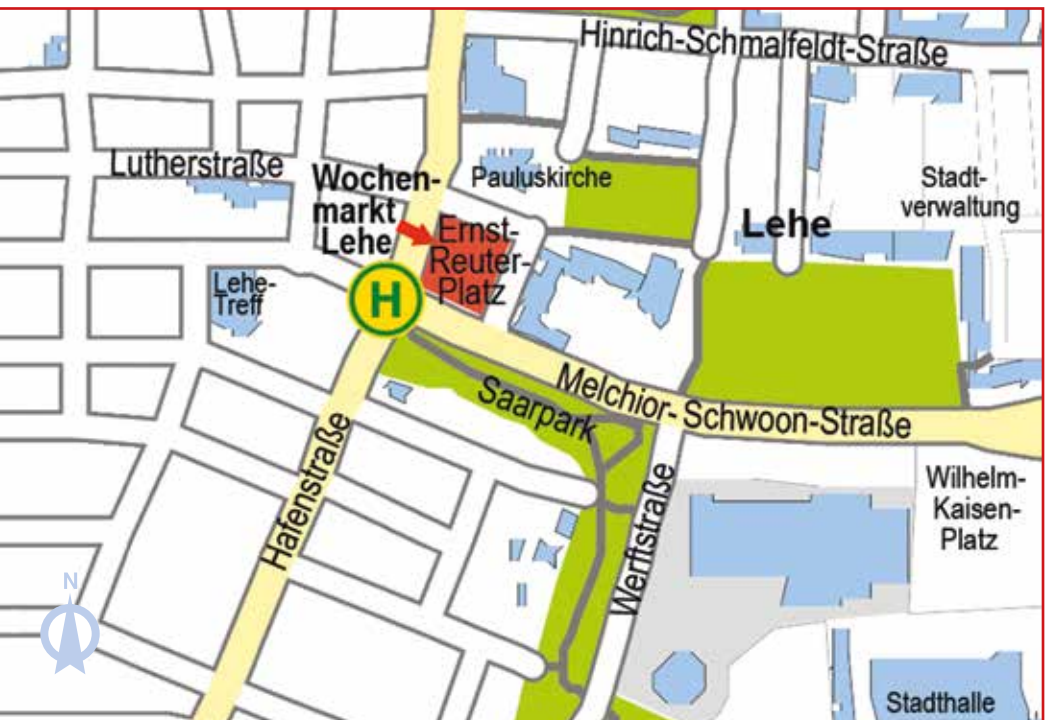 Hinrich-Schmalfeldt-Straße
Lutherstraße
Wochen-
markt
Lehe
Pauluskirche
Stadt-
verwaltung
Ernst-
Reuter-
Platz
Lehe
Lehe-
Treff
H
Saarpark
Melchior- Schwoon-Straße
Hafenstraße
Werftstraße
Wilhelm-
Kaisen-
Platz
N
Stadthalle